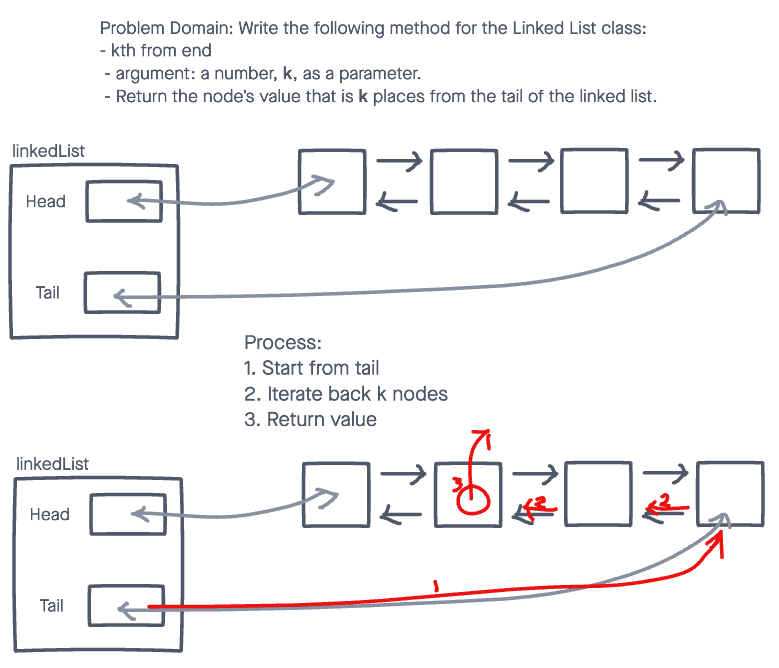 Problem Domain: Write the following method for the Linked List class:
- kth from end
- argument: a number, k, as a parameter.
- Return the node's value that is k places from the tail of the linked list.
linkedList
Head
Tail
Process:
1. Start from tail
2. Iterate back k nodes
3. Return value
linkedList
Head
3
2
2
Tail
1